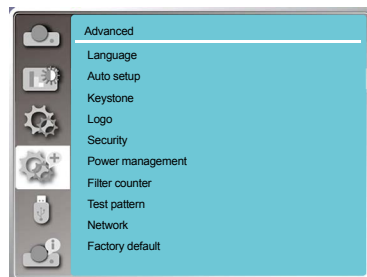 Advanced
Language
Auto setup
Keystone
Logo
Security
Power management
Filter counter
Test pattern
Network
Factory default